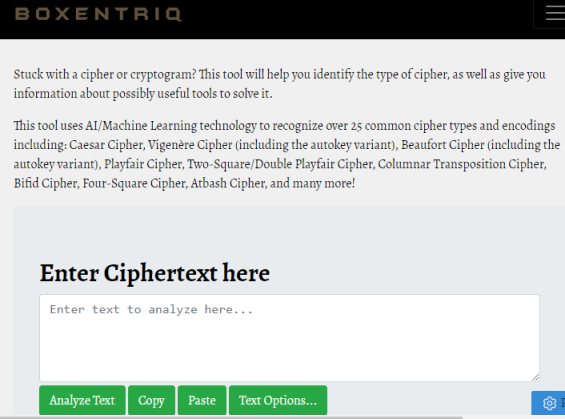 BOXENTRIQ
Stuck with a cipher or cryptogram? This tool will help you identify the type of cipher, as well as give you
information about possibly useful tools to solve it.
This tool uses AI/Machine Learning technology to recognize over 25 common cipher types and encodings
including: Caesar Cipher, Vigenère Cipher (including the autokey variant), Beaufort Cipher (including the
autokey variant), Playfair Cipher, Two-Square/Double Playfair Cipher, Columnar Transposition Cipher,
Bifid Cipher, Four-Square Cipher, Atbash Cipher, and many more!
Enter Ciphertext here
Enter text to analyze here...
Analyze Text Copy Paste Text Options...